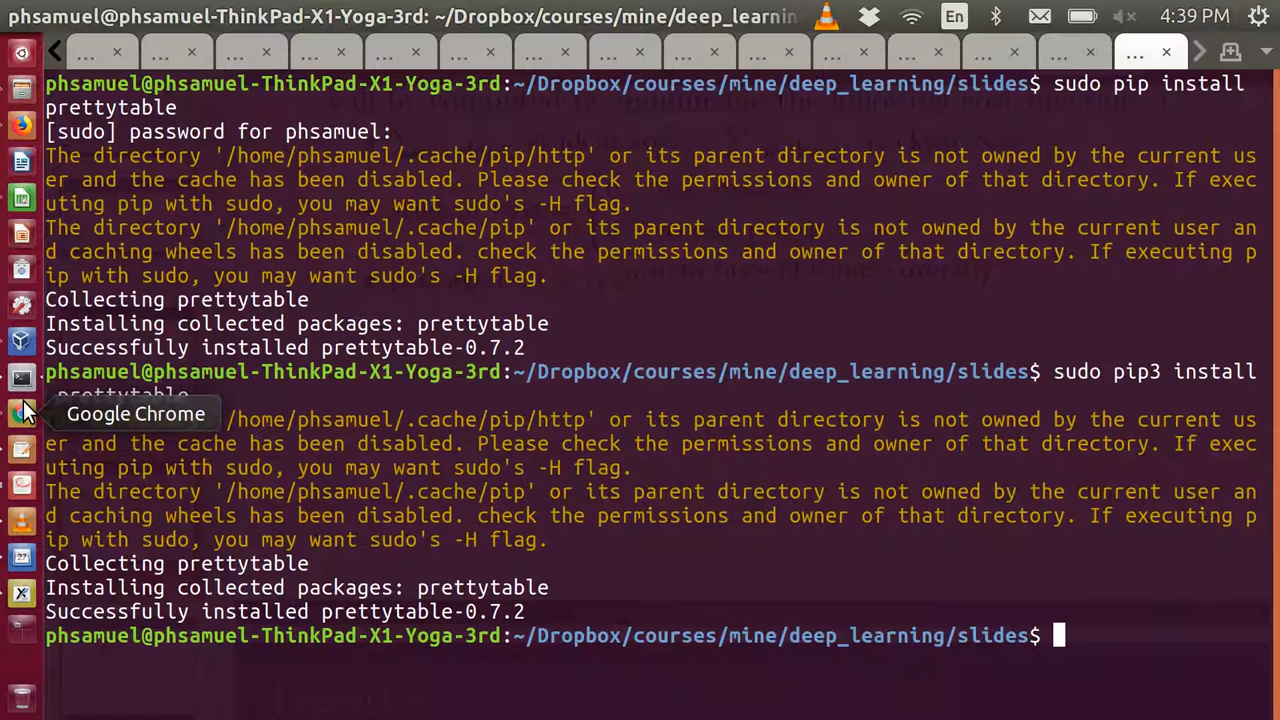 phsamuel@phsamuel-ThinkPad-X1-Yoga-3rd: ~/Dropbox/courses/mine/deep_learnin
En
4:39 PM
... × ... × ... × ... × ... × ... × ... × ... × ... × ... × ... × ... × ... × ... × ... ×
phsamuel@phsamuel-ThinkPad-X1-Yoga-3rd:~/Dropbox/courses/mine/deep_learning/slides$ sudo pip install
prettytable
[sudo] password for phsamuel:
The directory '/home/phsamuel/.cache/pip/http' or its parent directory is not owned by the current us
er and the cache has been disabled. Please check the permissions and owner of that directory. If exec
uting pip with sudo, you may want sudo's -H flag.
The directory '/home/phsamuel/.cache/pip' or its parent directory is not owned by the current user an
d caching wheels has been disabled. check the permissions and owner of that directory. If executing p
ip with sudo, you may want sudo's -H flag.
Collecting prettytable
Installing collected packages: prettytable
Successfully installed prettytable-0.7.2
phsamuel@phsamuel-ThinkPad-X1-Yoga-3rd:~/Dropbox/courses/mine/deep_learning/slides$ sudo pip3 install
prettytable
Google Chrome
/home/phsamuel/.cache/pip/http' or its parent directory is not owned by the current us
er and the cache has been disabled. Please check the permissions and owner of that directory. If exec
uting pip with sudo, you may want sudo's -H flag.
The directory '/home/phsamuel/.cache/pip' or its parent directory is not owned by the current user an
d caching wheels has been disabled. check the permissions and owner of that directory. If executing p
ip with sudo, you may want sudo's -H flag.
Collecting prettytable
Installing collected packages: prettytable
Successfully installed prettytable-0.7.2
phsamuel@phsamuel-ThinkPad-X1-Yoga-3rd:~/Dropbox/courses/mine/deep_learning/slides$